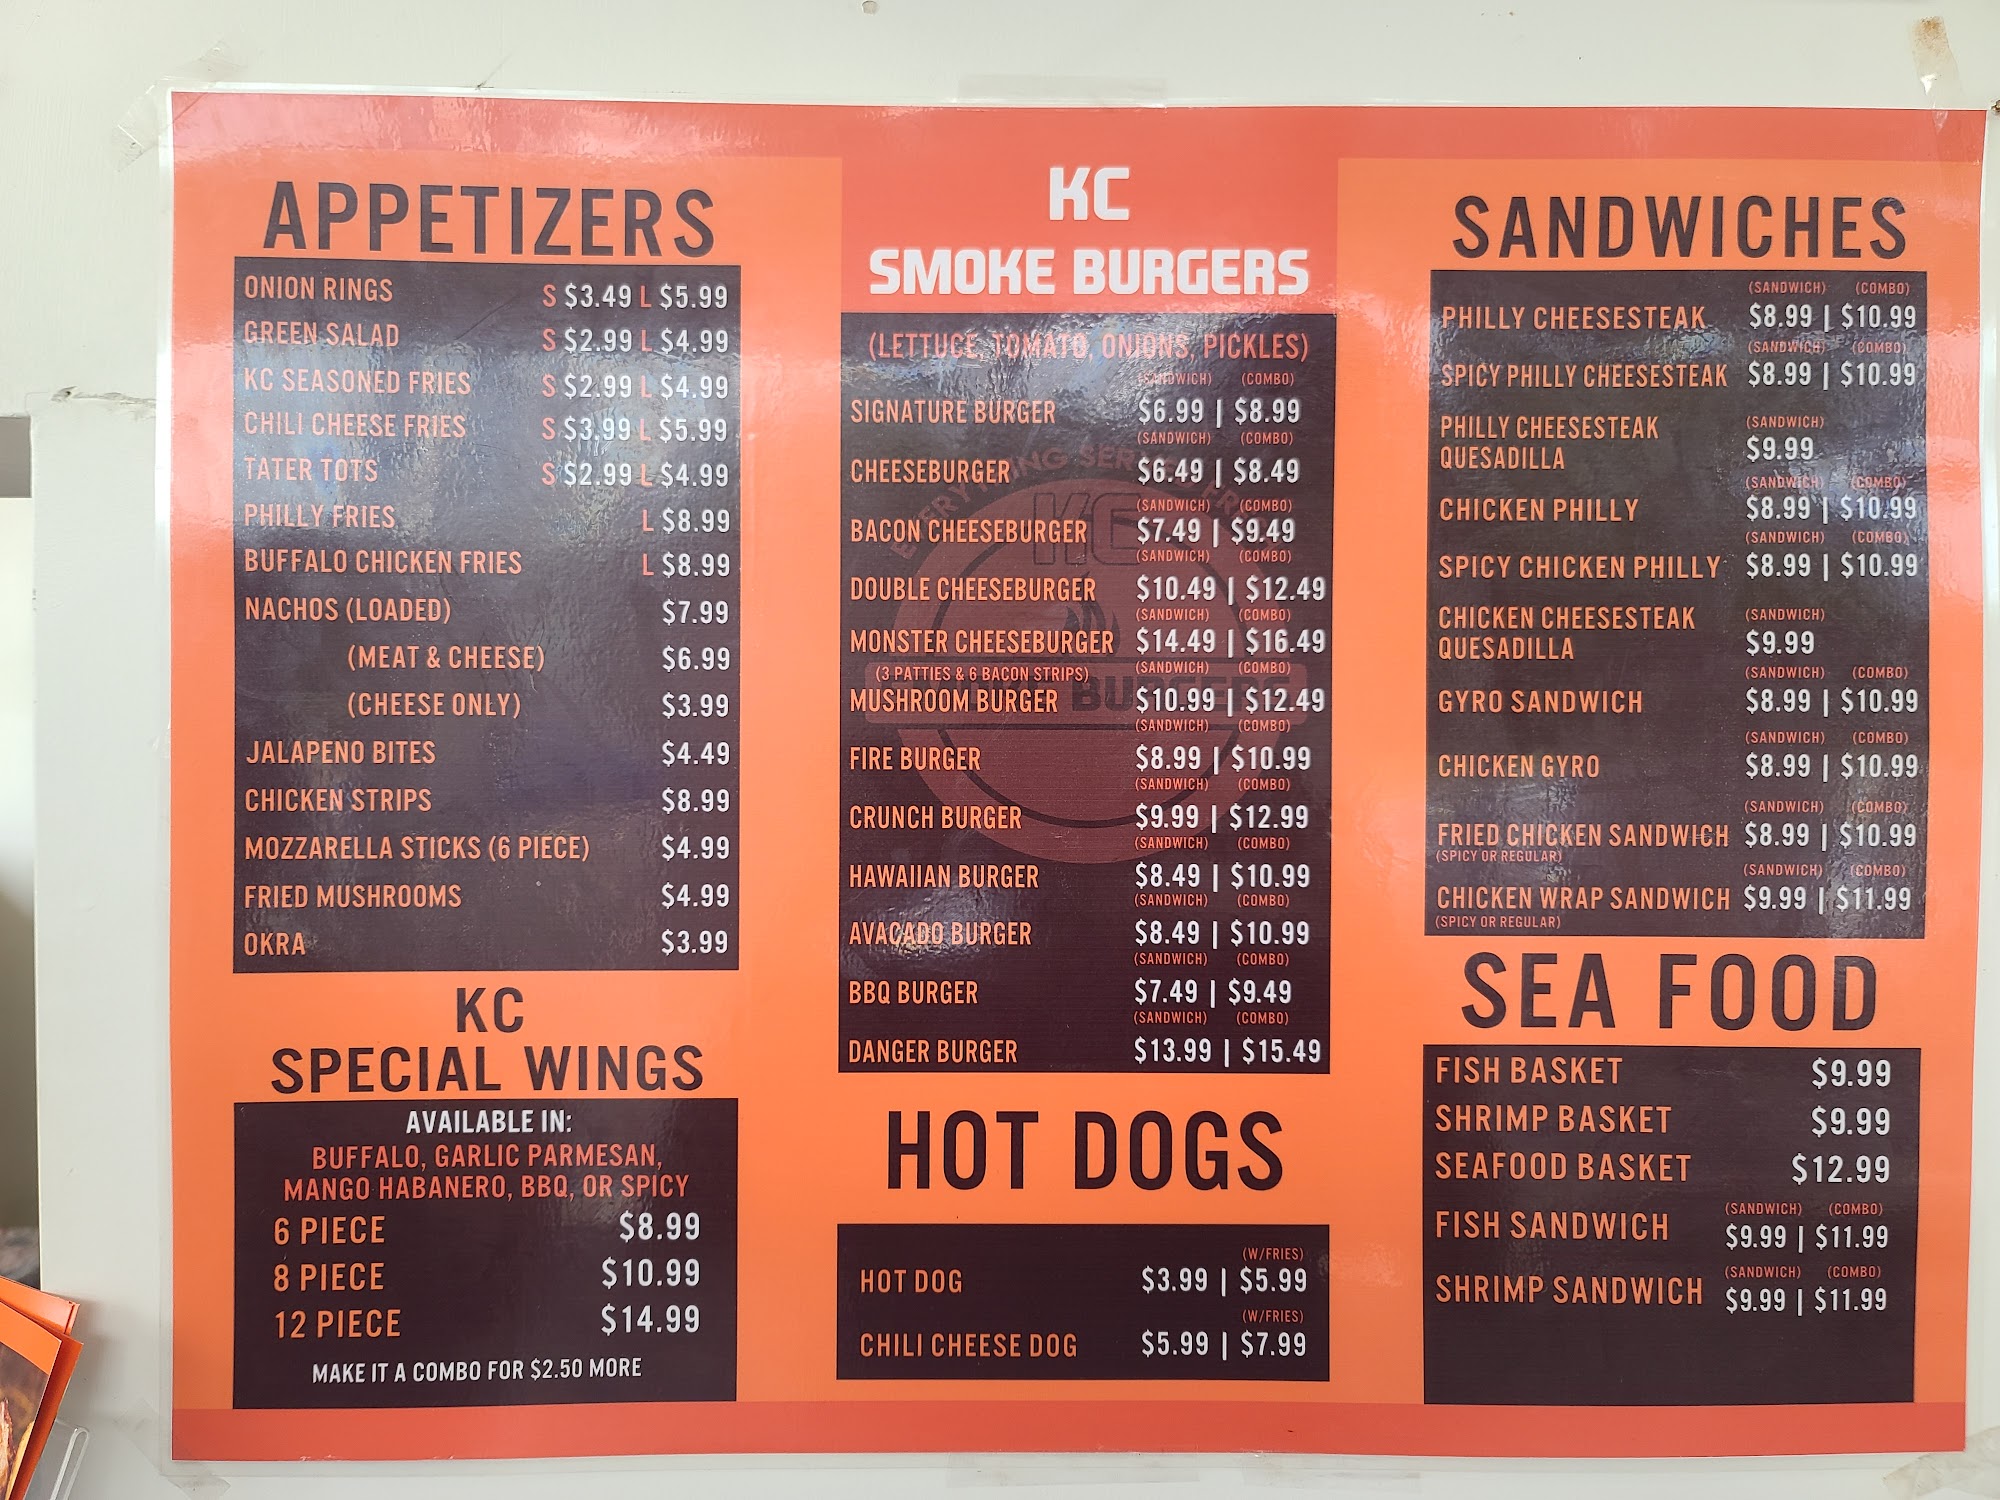 APPETIZERS
ONION RINGS S $3.49 L $5.99
GREEN SALAD S $2.99 L $4.99
KC SEASONED FRIES S $2.99 L $4.99
CHILI CHEESE FRIES S $3.99 L $5.99
TATER TOTS S $2.99 L $4.99
PHILLY FRIES L $8.99
BUFFALO CHICKEN FRIES L $8.99
NACHOS (LOADED) $7.99
(MEAT & CHEESE) $6.99
(CHEESE ONLY) $3.99
JALAPENO BITES $4.49
CHICKEN STRIPS $8.99
MOZZARELLA STICKS (6 PIECE) $4.99
FRIED MUSHROOMS $4.99
OKRA $3.99
KC
SPECIAL WINGS
AVAILABLE IN:
BUFFALO, GARLIC PARMESAN,
MANGO HABANERO, BBQ, OR SPICY
6 PIECE $8.99
8 PIECE $10.99
12 PIECE $14.99
MAKE IT A COMBO FOR $2.50 MORE
KC
SMOKE BURGERS
(LETTUCE, TOMATO, ONIONS, PICKLES)
(SANDWICH) (COMBO)
SIGNATURE BURGER $6.99 | $8.99
(SANDWICH) (COMBO)
CHEESEBURGER $6.49 | $8.49
(SANDWICH) (COMBO)
BACON CHEESEBURGER $7.49 | $9.49
(SANDWICH) (COMBO)
DOUBLE CHEESEBURGER $10.49 | $12.49
(SANDWICH) (COMBO)
MONSTER CHEESEBURGER $14.49 | $16.49
(3 PATTIES & 6 BACON STRIPS) (SANDWICH) (COMBO)
MUSHROOM BURGER $10.99 | $12.49
(SANDWICH) (COMBO)
FIRE BURGER $8.99 | $10.99
(SANDWICH) (COMBO)
CRUNCH BURGER $9.99 | $12.99
(SANDWICH) (COMBO)
HAWAIIAN BURGER $8.49 | $10.99
(SANDWICH) (COMBO)
AVACADO BURGER $8.49 | $10.99
(SANDWICH) (COMBO)
BBQ BURGER $7.49 | $9.49
(SANDWICH) (COMBO)
DANGER BURGER $13.99 | $15.49
HOT DOGS
(W/FRIES)
HOT DOG $3.99 | $5.99
(W/FRIES)
CHILI CHEESE DOG $5.99 | $7.99
SANDWICHES
(SANDWICH) (COMBO)
PHILLY CHEESESTEAK $8.99 | $10.99
(SANDWICH) (COMBO)
SPICY PHILLY CHEESESTEAK $8.99 | $10.99
(SANDWICH)
PHILLY CHEESESTEAK
QUESADILLA $9.99
(SANDWICH) (COMBO)
CHICKEN PHILLY $8.99 | $10.99
(SANDWICH) (COMBO)
SPICY CHICKEN PHILLY $8.99 | $10.99
(SANDWICH)
CHICKEN CHEESESTEAK
QUESADILLA $9.99
(SANDWICH) (COMBO)
GYRO SANDWICH $8.99 | $10.99
(SANDWICH) (COMBO)
CHICKEN GYRO $8.99 | $10.99
(SANDWICH) (COMBO)
FRIED CHICKEN SANDWICH $8.99 | $10.99
(SPICY OR REGULAR)
(SANDWICH) (COMBO)
CHICKEN WRAP SANDWICH $9.99 | $11.99
(SPICY OR REGULAR)
SEA FOOD
FISH BASKET $9.99
SHRIMP BASKET $9.99
SEAFOOD BASKET $12.99
(SANDWICH) (COMBO)
FISH SANDWICH $9.99 | $11.99
(SANDWICH) (COMBO)
SHRIMP SANDWICH $9.99 | $11.99